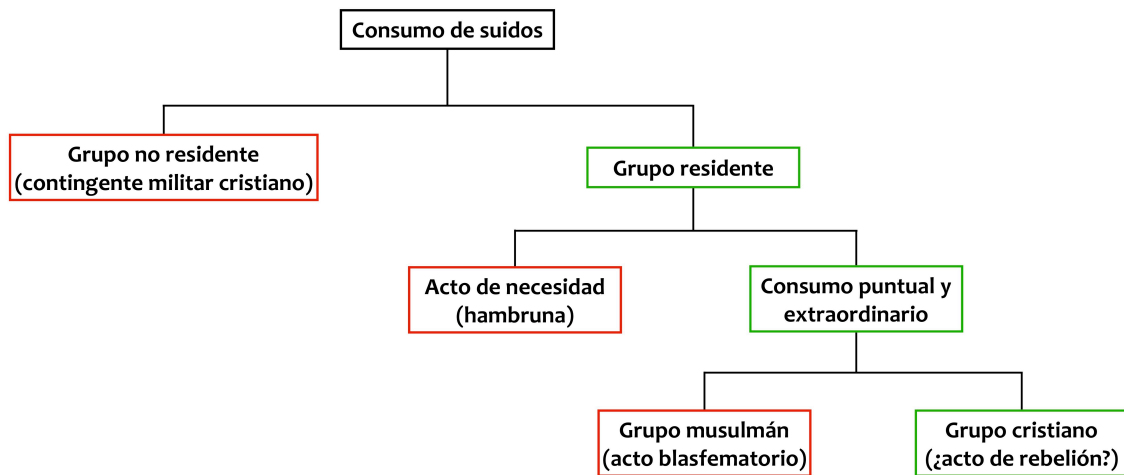 Consumo de suidos
Grupo no residente
(contingente militar cristiano)
Grupo residente
Acto de necesidad
(hambruna)
Consumo puntual y
extraordinario
Grupo musulmán
(acto blasfematorio)
Grupo cristiano
(¿acto de rebelión?)